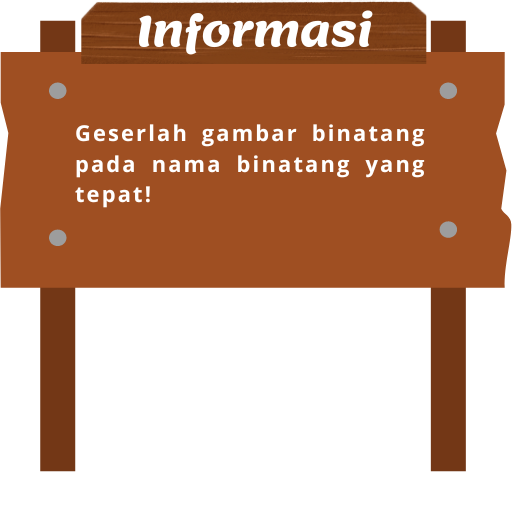 Informasi
Geserlah gambar binatang
pada nama binatang yang
tepat!